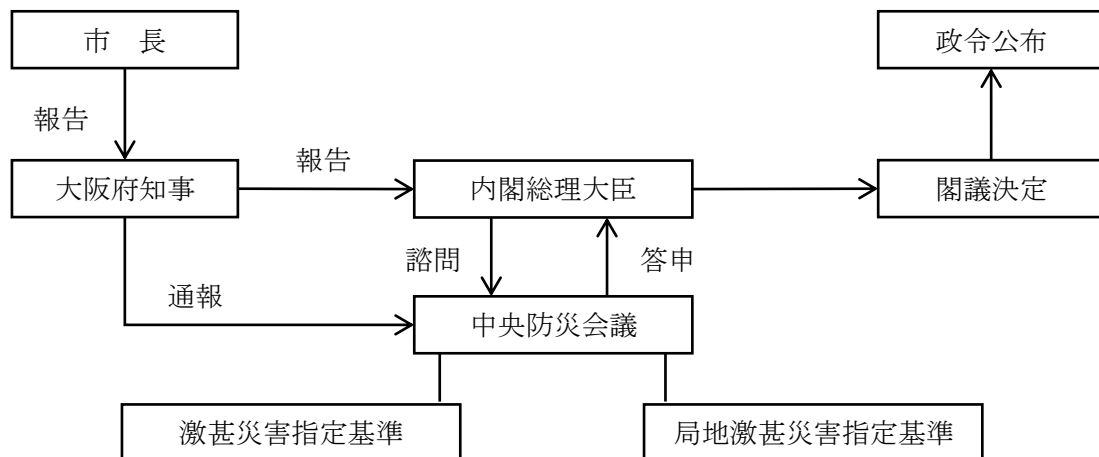 市　長
政令公布
報告
報告
大阪府知事
内閣総理大臣
閣議決定
諮問
答申
通報
中央防災会議
激甚災害指定基準
局地激甚災害指定基準